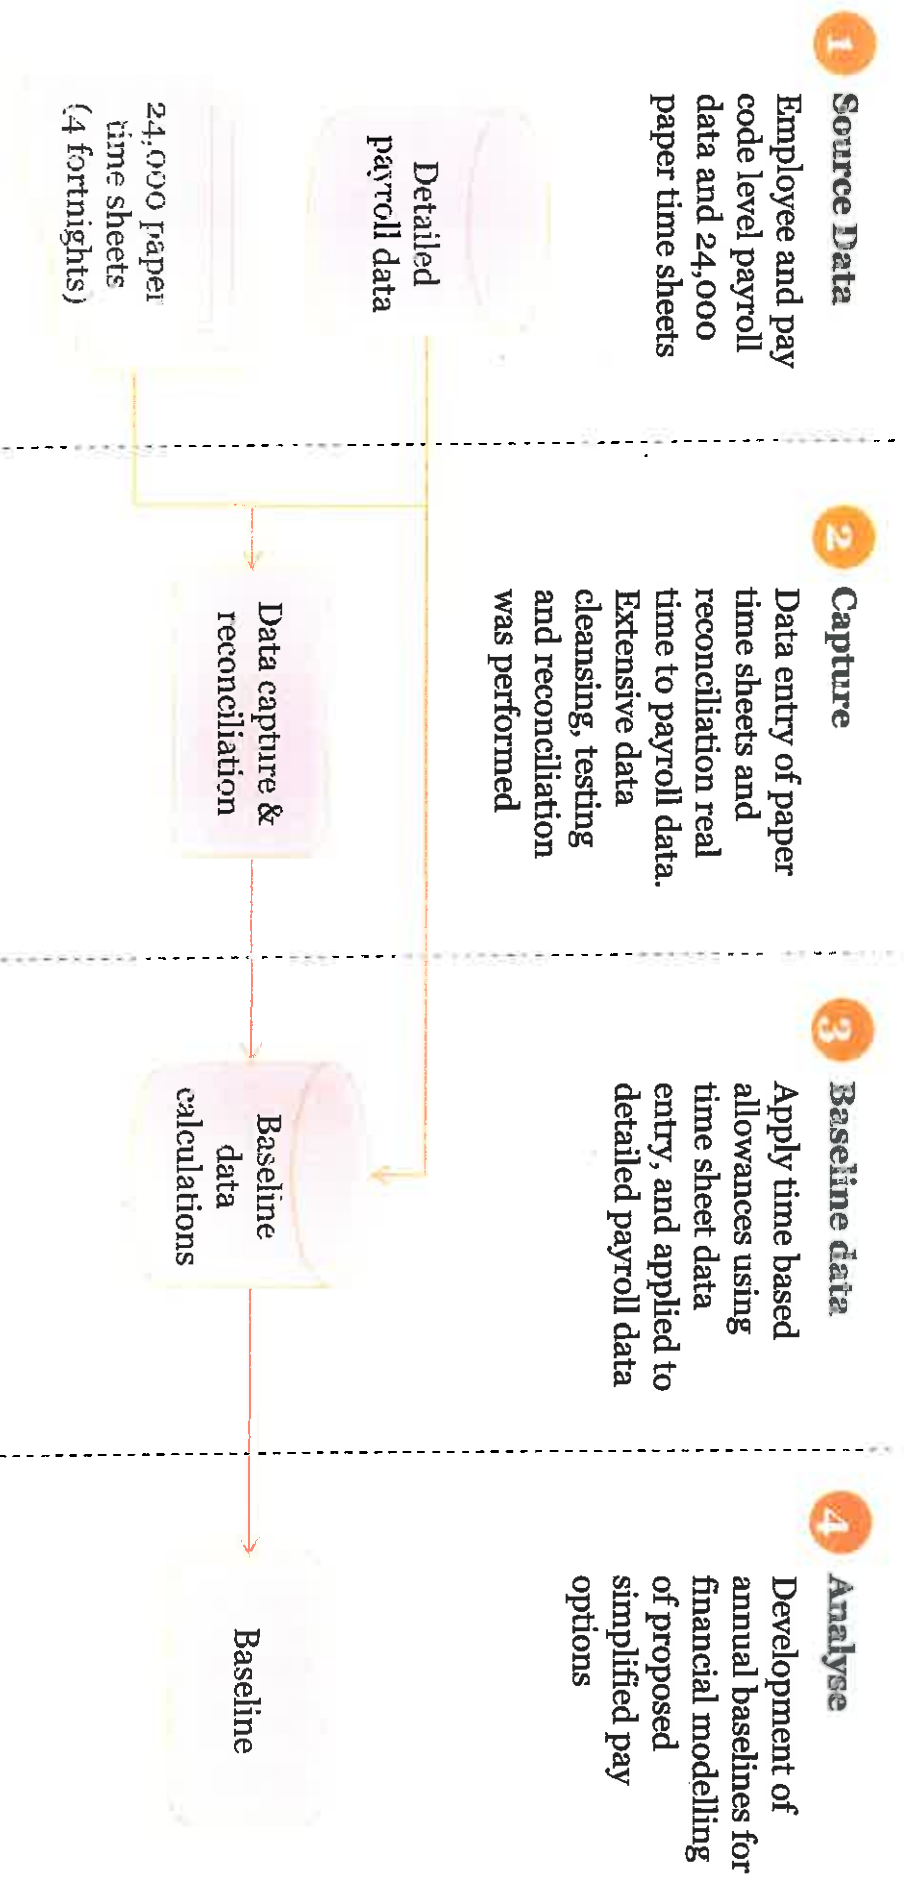 1 Source Data
Employee and pay
code level payroll
data and 24,000
paper time sheets
Detailed
payroll data
24,000 paper
time sheets
(4 fortnights)
2 Capture
Data entry of paper
time sheets and
reconciliation real
time to payroll data.
Extensive data
cleansing, testing
and reconciliation
was performed
Data capture &
reconciliation
3 Baseline data
Apply time based
allowances using
time sheet data
entry, and applied to
detailed payroll data
Baseline
data
calculations
4 Analyse
Development of
annual baselines for
financial modelling
of proposed
simplified pay
options
Baseline